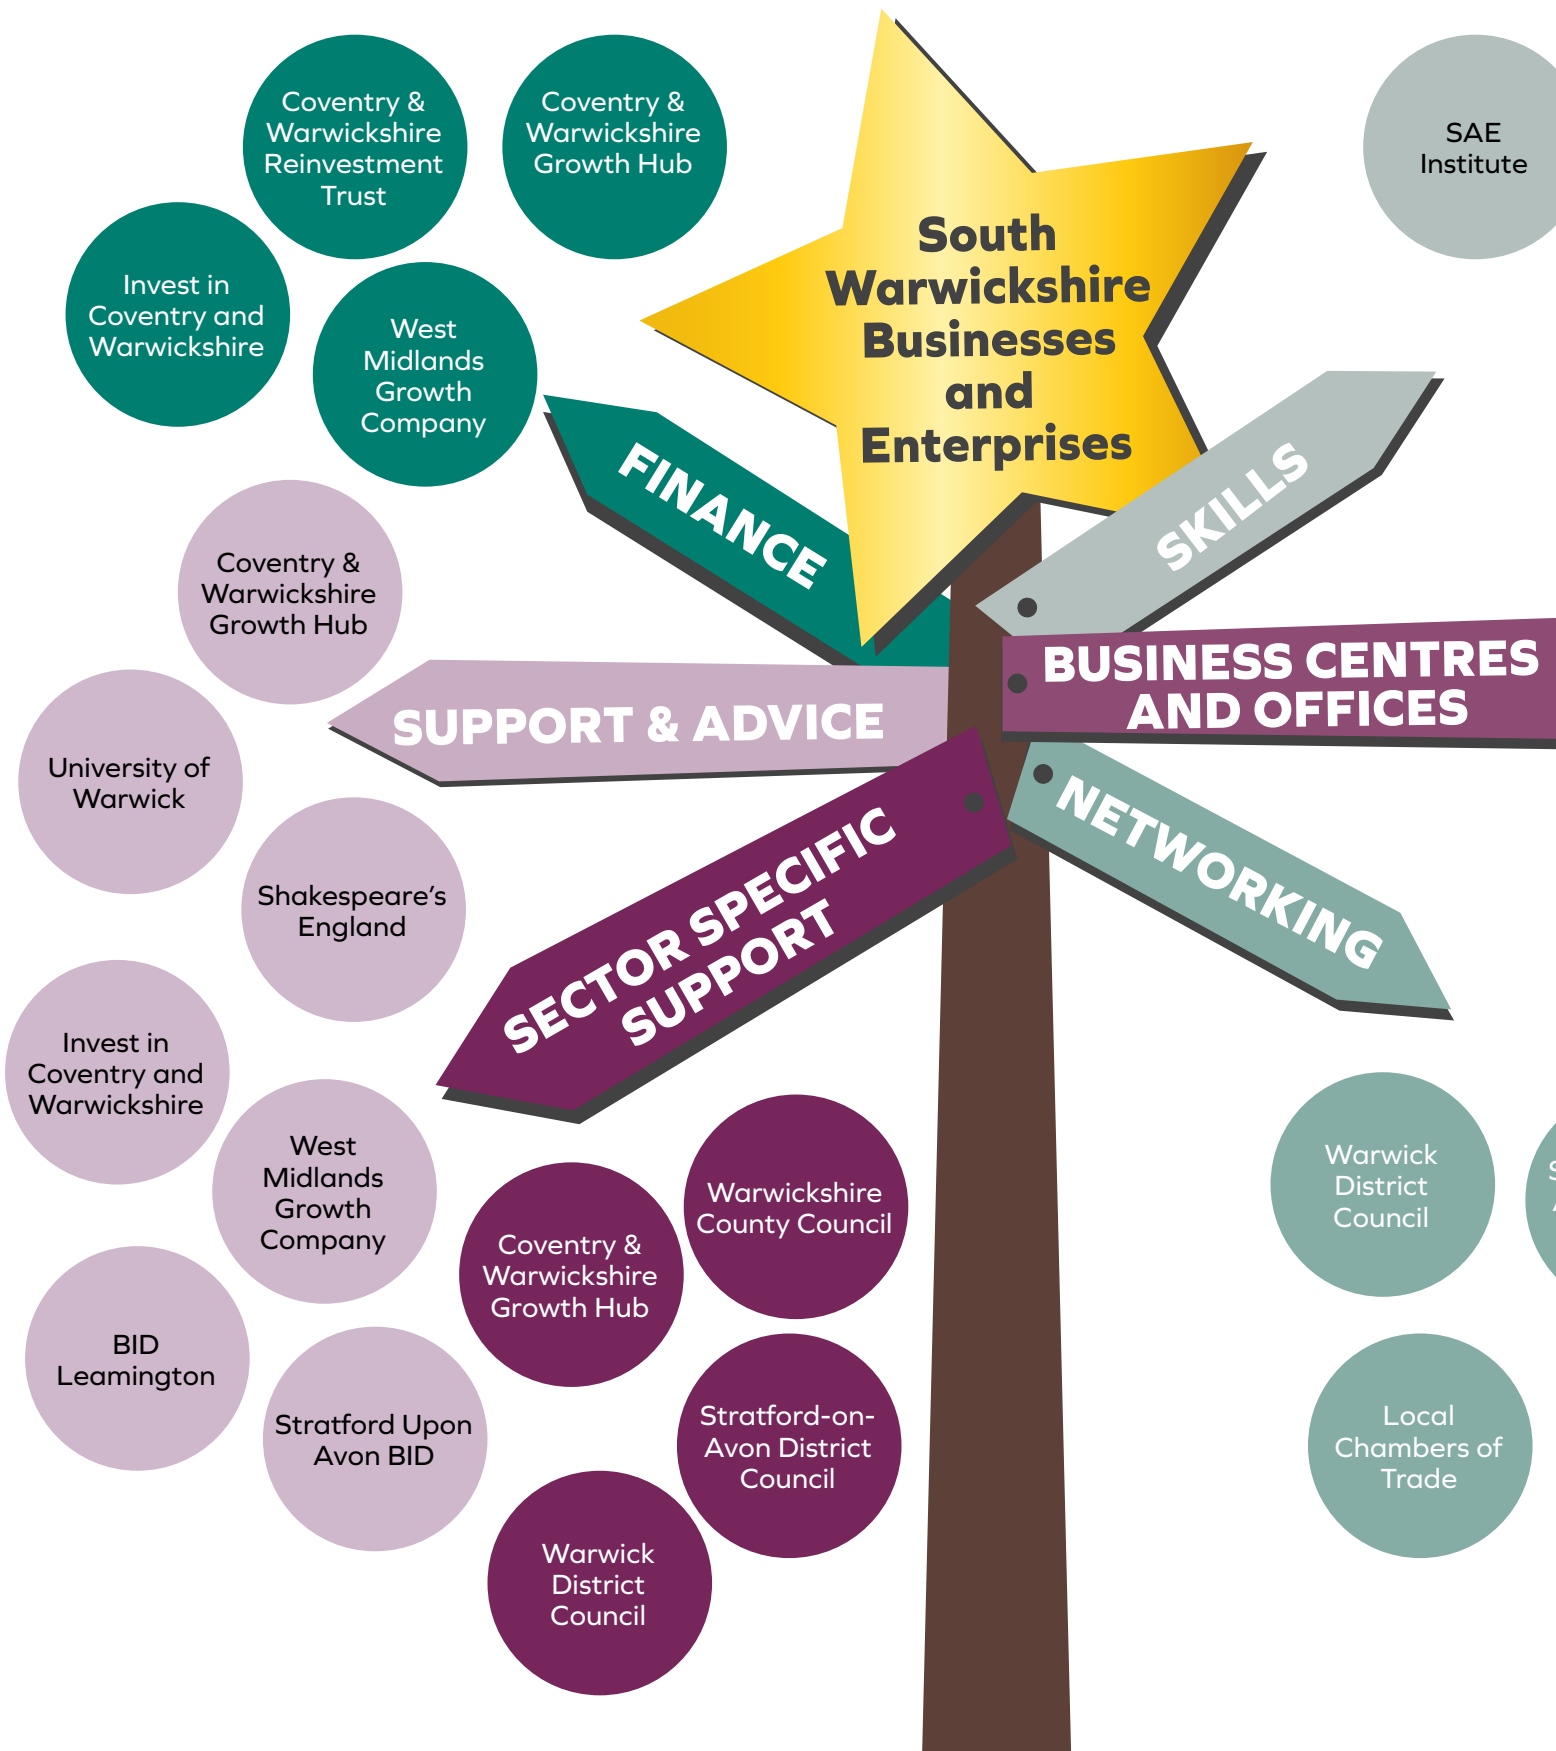 Coventry &
Warwickshire
Reinvestment
Trust
Coventry &
Warwickshire
Growth Hub
Invest in
Coventry and
Warwickshire
West
Midlands
Growth
Company
South
Warwickshire
Businesses
and
Enterprises
SAE
Institute
FINANCE
SKILLS
Coventry &
Warwickshire
Growth Hub
SUPPORT & ADVICE
BUSINESS CENTRES
AND OFFICES
University of
Warwick
Shakespeare’s
England
SECTOR SPECIFIC
SUPPORT
NETWORKING
Invest in
Coventry and
Warwickshire
West
Midlands
Growth
Company
BID
Leamington
Stratford Upon
Avon BID
Coventry &
Warwickshire
Growth Hub
Warwickshire
County Council
Stratford-on-
Avon District
Council
Warwick
District
Council
Warwick
District
Council
Local
Chambers of
Trade